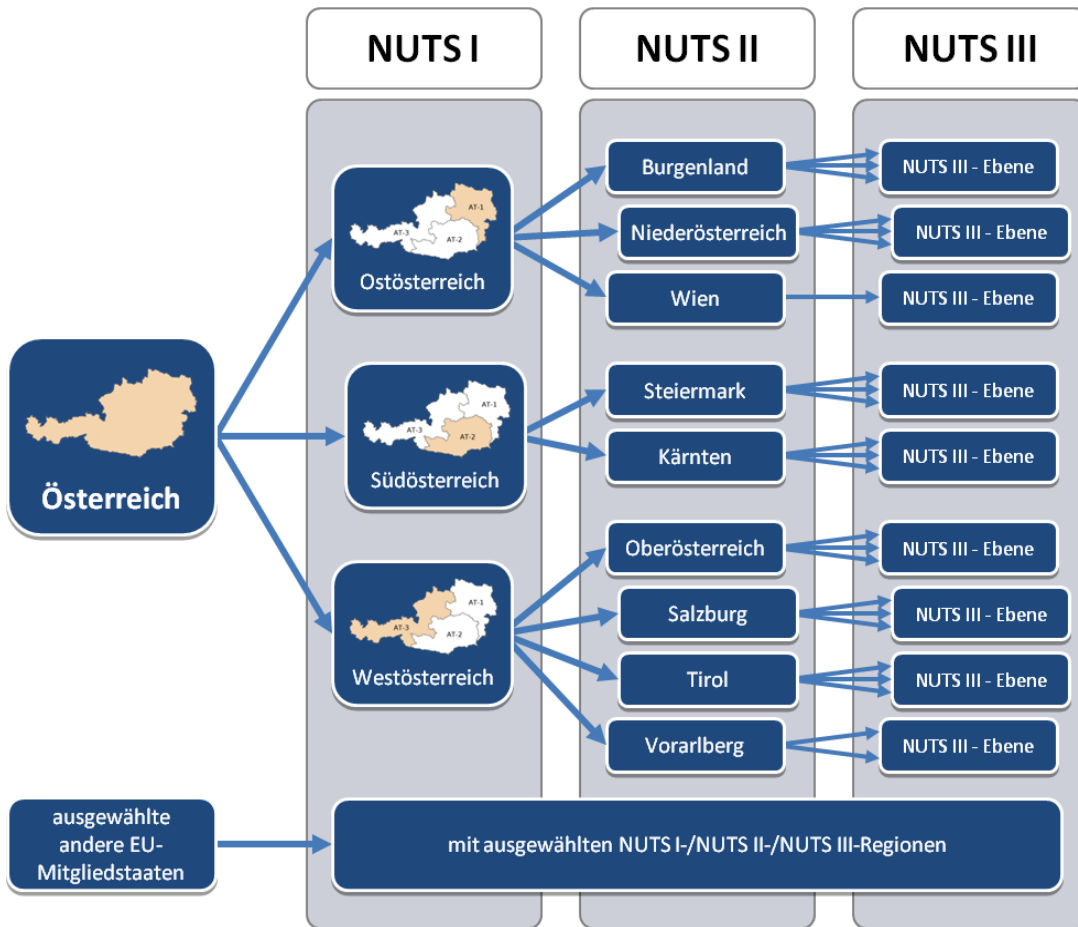 NUTS I
NUTS II
NUTS III
Österreich
AT-1
AT-3
AT-2
Ostösterreich
Burgenland
NUTS III - Ebene
Niederösterreich
NUTS III - Ebene
Wien
NUTS III - Ebene
AT-1
AT-3
AT-2
Südösterreich
Steiermark
NUTS III - Ebene
Kärnten
NUTS III - Ebene
AT-1
AT-3
AT-2
Westösterreich
Oberösterreich
NUTS III - Ebene
Salzburg
NUTS III - Ebene
Tirol
NUTS III - Ebene
Vorarlberg
NUTS III - Ebene
ausgewählte
andere EU-
Mitgliedstaaten
mit ausgewählten NUTS I-/NUTS II-/NUTS III-Regionen